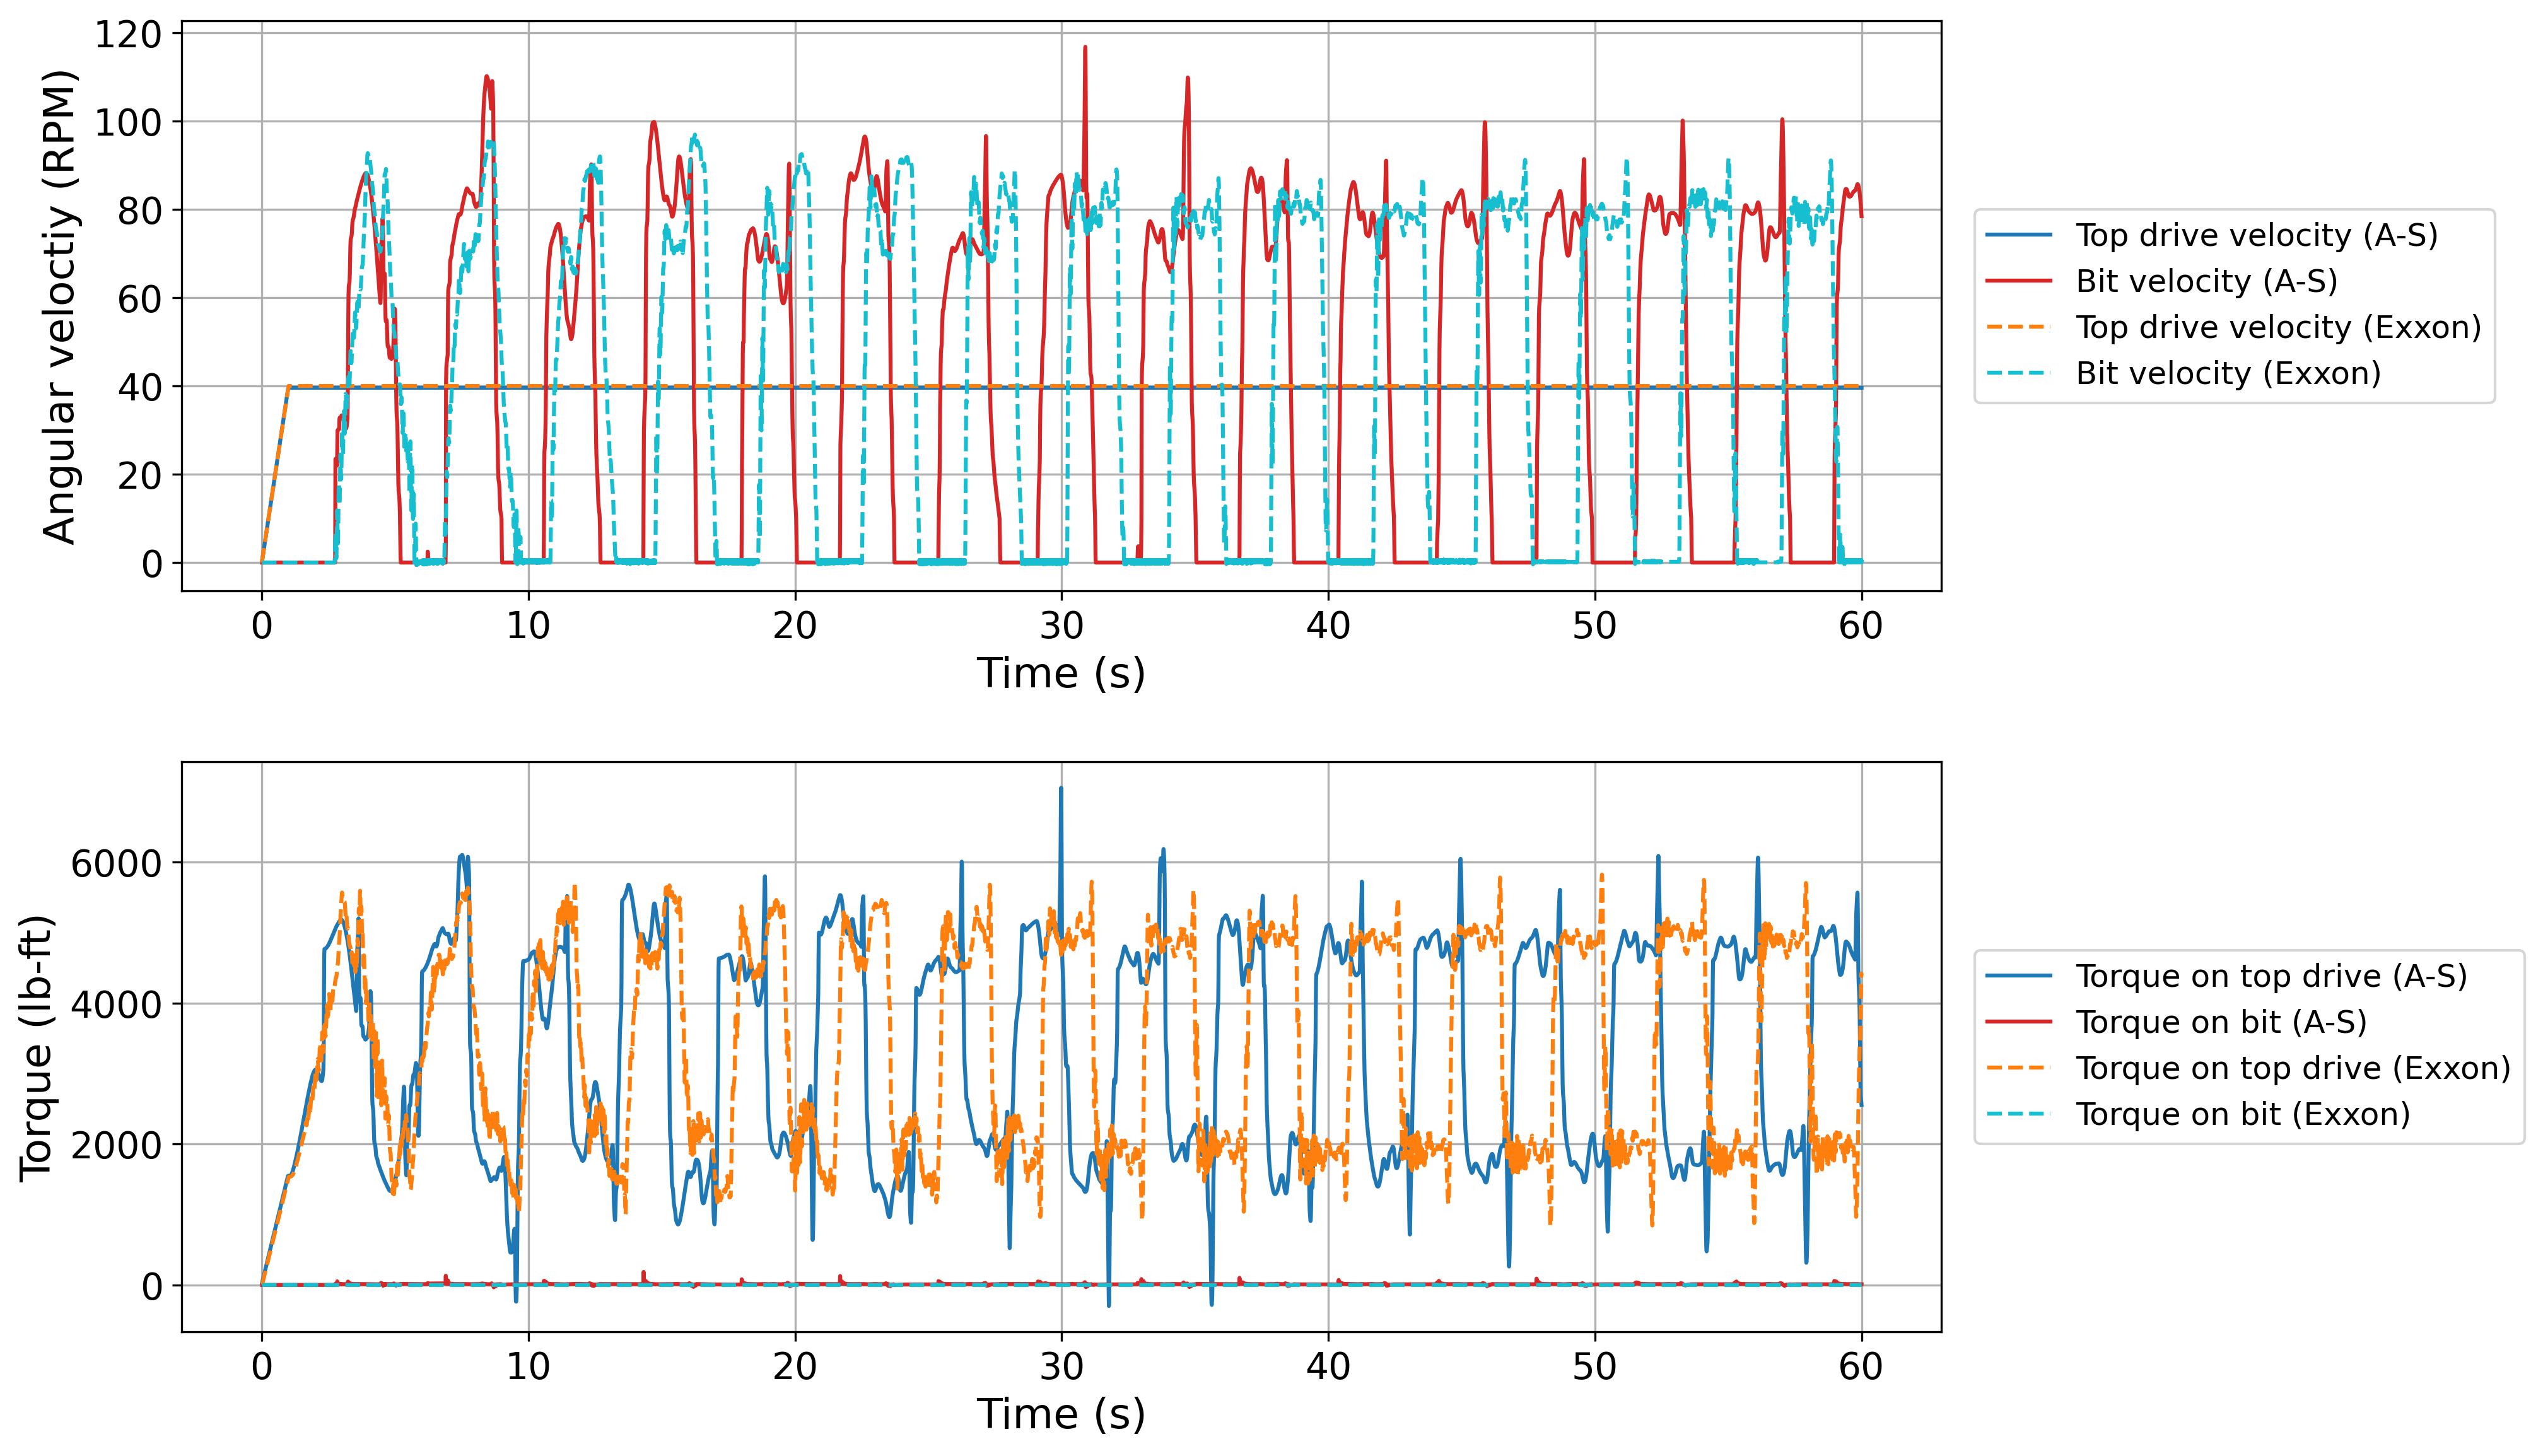 120
100
80
60
40
20
0
Angular veloctiy (RPM)
0 10 20 30 40 50 60
Time (s)
Top drive velocity (A-S)
Bit velocity (A-S)
Top drive velocity (Exxon)
Bit velocity (Exxon)
6000
4000
2000
0
Torque (lb-ft)
0 10 20 30 40 50 60
Time (s)
Torque on top drive (A-S)
Torque on bit (A-S)
Torque on top drive (Exxon)
Torque on bit (Exxon)